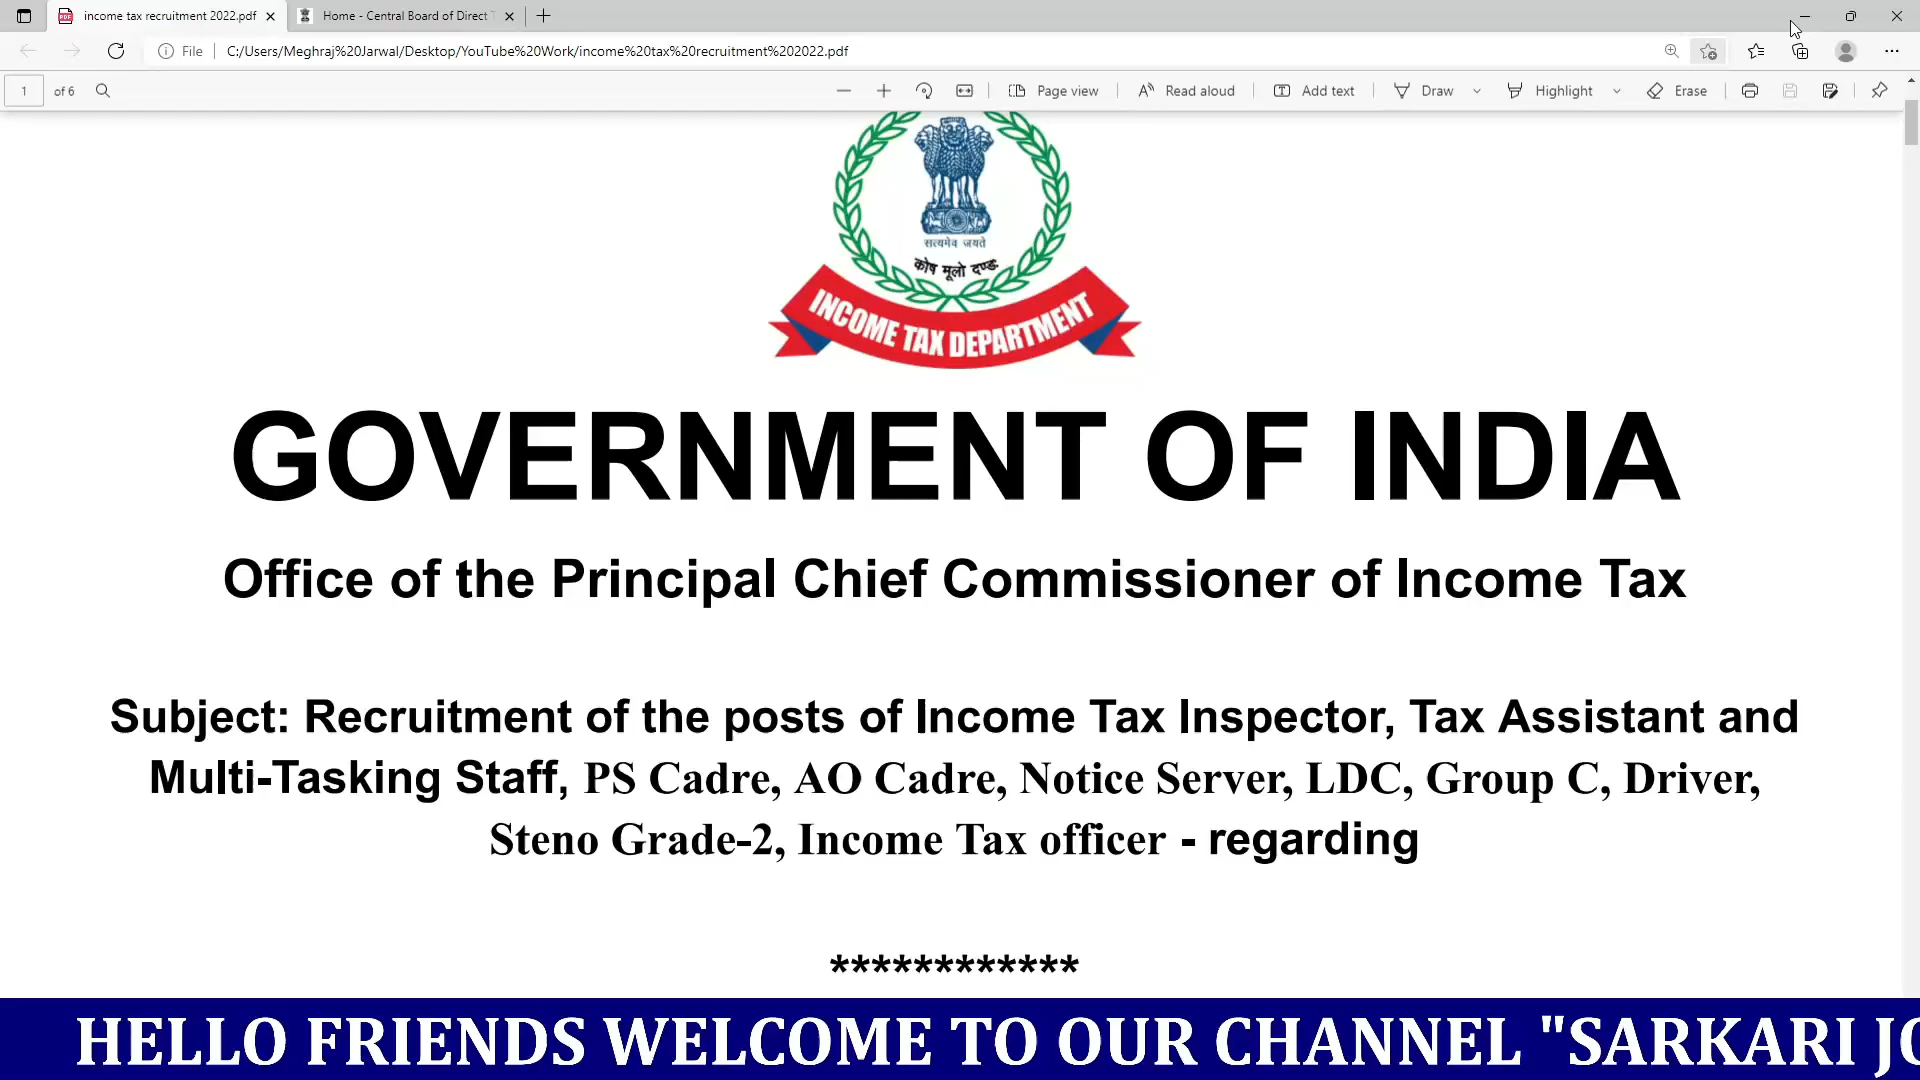 income tax recruitment 2022.pdf
Home - Central Board of Direct T
File
C:/Users/Meghraj%20Jarwal/Desktop/YouTube%20Work/income%20tax%20recruitment%202022.pdf
1 of 6
Page view
Read aloud
Add text
Draw
Highlight
Erase
सत्यमेव जयते
कोष मूलो दण्डः
INCOME TAX DEPARTMENT
GOVERNMENT OF INDIA
Office of the Principal Chief Commissioner of Income Tax
Subject: Recruitment of the posts of Income Tax Inspector, Tax Assistant and
Multi-Tasking Staff, PS Cadre, AO Cadre, Notice Server, LDC, Group C, Driver,
Steno Grade-2, Income Tax officer - regarding
************
HELLO FRIENDS WELCOME TO OUR CHANNEL "SARKARI JO